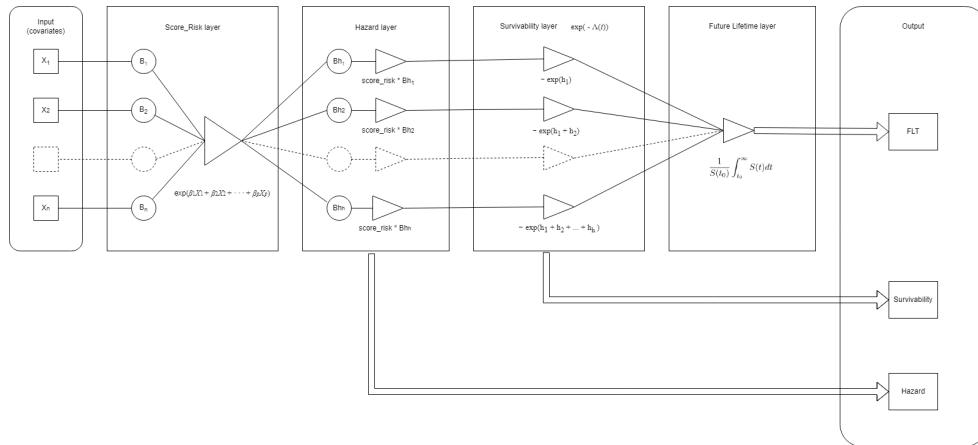 Input
(covariates)
Score_Risk layer
Hazard layer
Survivability layer exp( - Λ(t))
Future Lifetime layer
Output
X1
B1
Bh1
score_risk * Bh1
~ exp(h1)
X2
B2
Bh2
score_risk * Bh2
~ exp(h1 + h2)
FLT
1/S(t0) ∫t0∞ S(t)dt
exp(β1X1 + β2X2 + ⋯ + βpXp)
Xn
Bn
Bhn
score_risk * Bhn
~ exp(h1 + h2 + ... + hh )
Survivability
Hazard